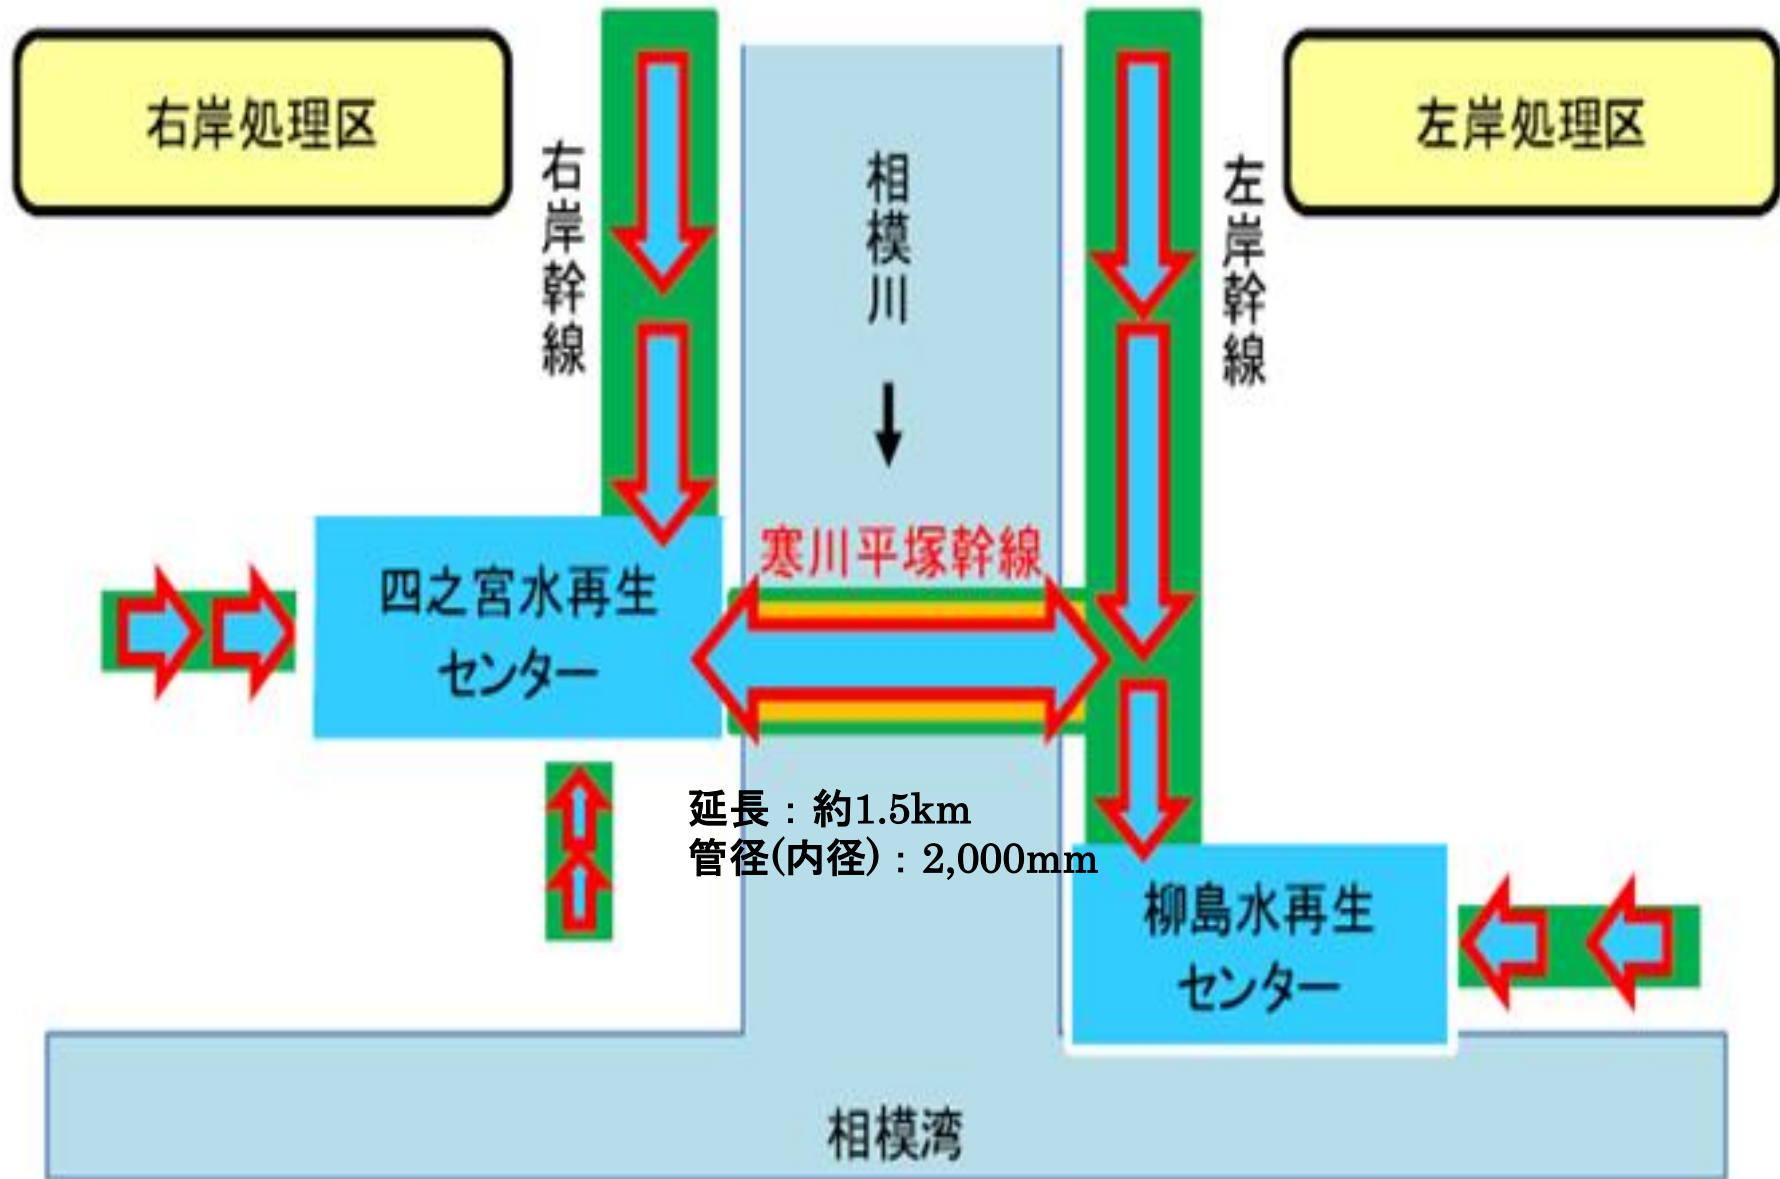 右岸処理区
左岸処理区
右岸幹線
相模川
左岸幹線
寒川平塚幹線
四之宮水再生
センター
延長：約1.5km
管径(内径)：2,000mm
柳島水再生
センター
相模湾